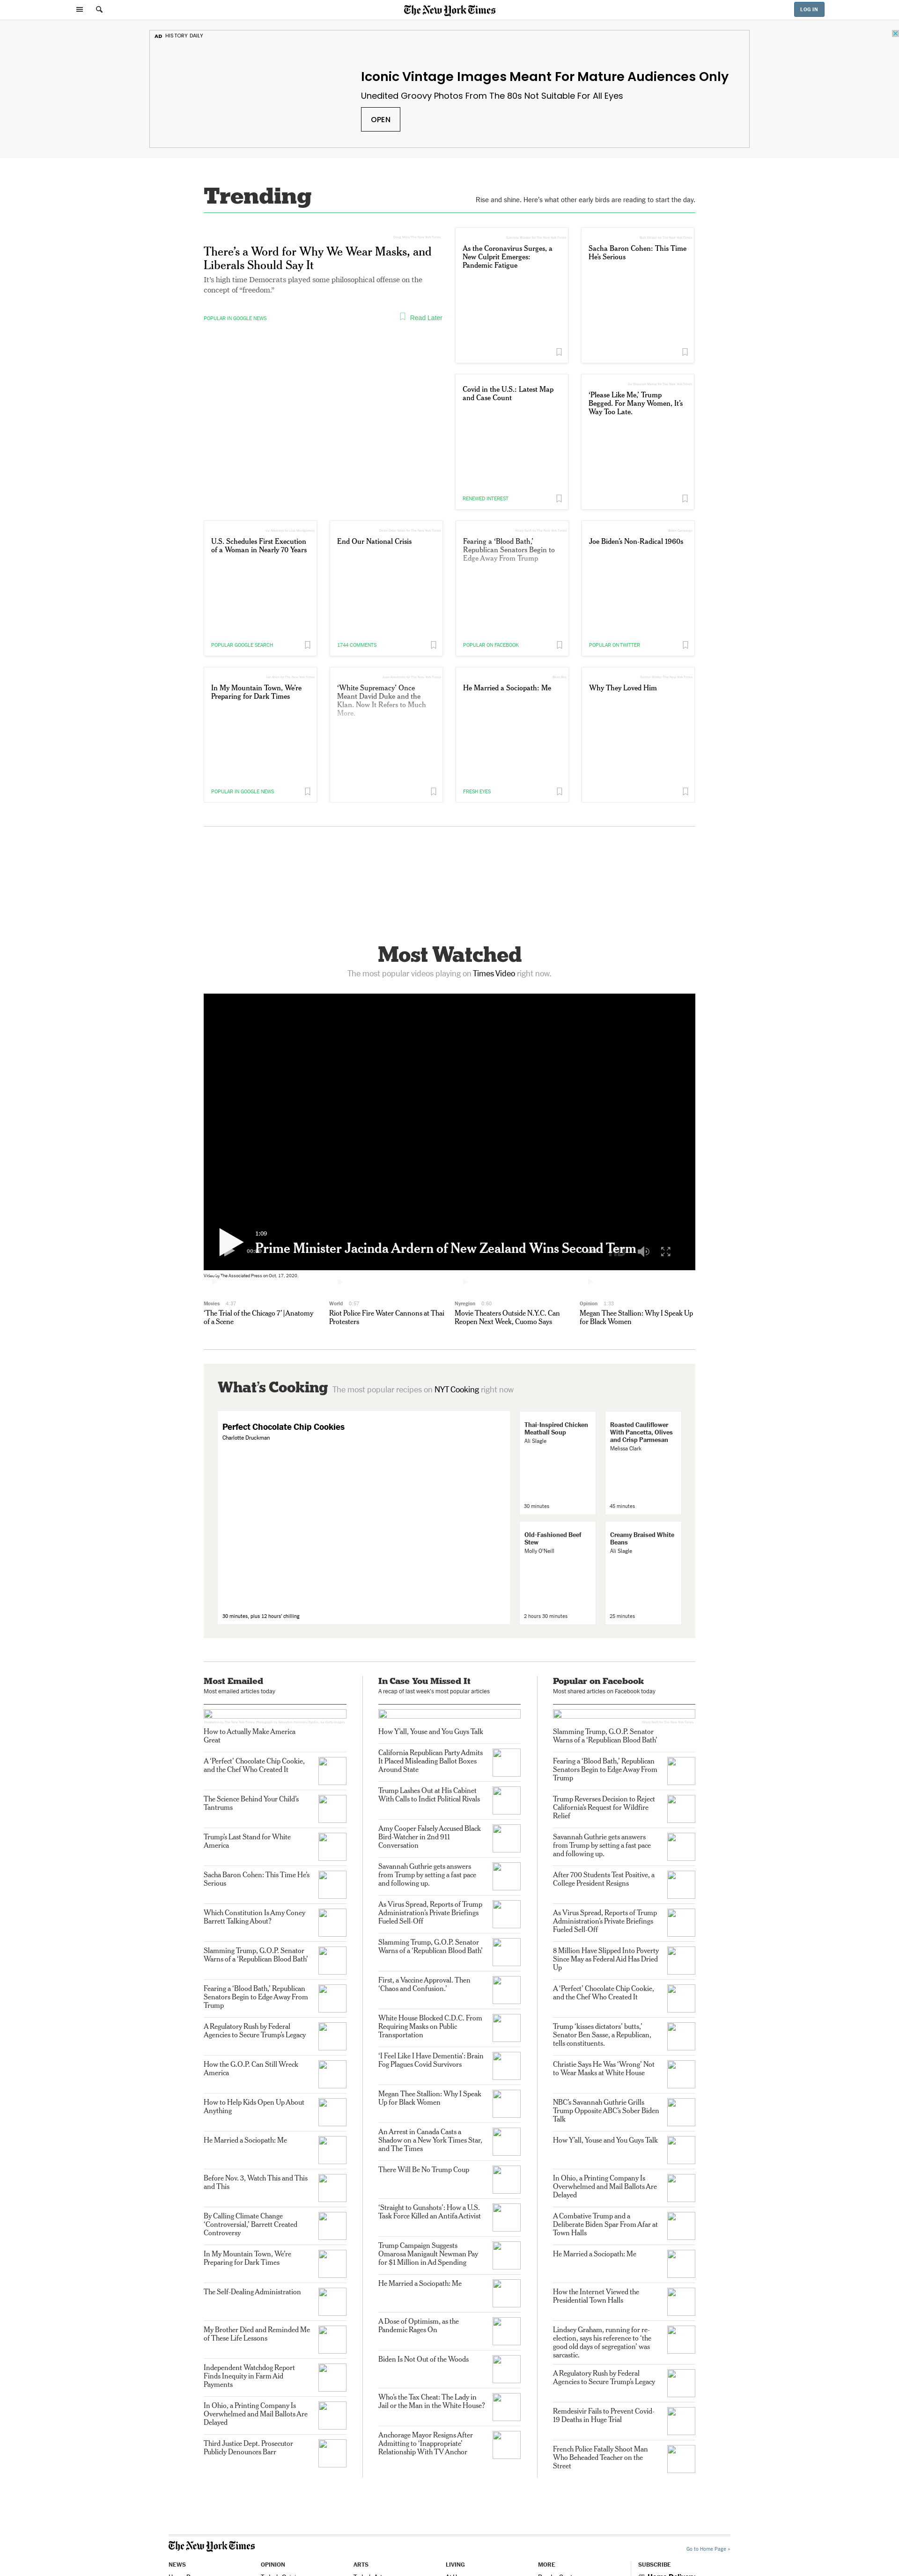 The New York Times
LOG IN
AD HISTORY DAILY
Iconic Vintage Images Meant For Mature Audiences Only
Unedited Groovy Photos From The 80s Not Suitable For All Eyes
OPEN
Trending
Rise and shine. Here's what other early birds are reading to start the day.
There's a Word for Why We Wear Masks, and
Liberals Should Say It
It's high time Democrats played some philosophical offense on the
concept of “freedom.”
POPULAR IN GOOGLE NEWS
Read Later
As the Coronavirus Surges, a
New Culprit Emerges:
Pandemic Fatigue
Sacha Baron Cohen: This Time
He's Serious
Covid in the U.S.: Latest Map
and Case Count
RENEWED INTEREST
‘Please Like Me,’ Trump
Begged. For Many Women, It's
Way Too Late.
U.S. Schedules First Execution
of a Woman in Nearly 70 Years
POPULAR GOOGLE SEARCH
End Our National Crisis
1744 COMMENTS
Fearing a ‘Blood Bath,’
Republican Senators Begin to
Edge Away From Trump
POPULAR ON FACEBOOK
Joe Biden's Non-Radical 1960s
POPULAR ON TWITTER
In My Mountain Town, We're
Preparing for Dark Times
POPULAR IN GOOGLE NEWS
‘White Supremacy’ Once
Meant David Duke and the
Klan. Now It Refers to Much
More.
He Married a Sociopath: Me
FRESH EYES
Why They Loved Him
Most Watched
The most popular videos playing on Times Video right now.
1:09
Prime Minister Jacinda Ardern of New Zealand Wins Second Term
Video by The Associated Press on Oct. 17, 2020.
Movies 4:37
'The Trial of the Chicago 7' | Anatomy
of a Scene
World 0:57
Riot Police Fire Water Cannons at Thai
Protesters
Nyregion 0:50
Movie Theaters Outside N.Y.C. Can
Reopen Next Week, Cuomo Says
Opinion 1:33
Megan Thee Stallion: Why I Speak Up
for Black Women
What's Cooking
The most popular recipes on NYT Cooking right now
Perfect Chocolate Chip Cookies
Charlotte Druckman
30 minutes, plus 12 hours' chilling
Thai-Inspired Chicken
Meatball Soup
Ali Slagle
30 minutes
Roasted Cauliflower
With Pancetta, Olives
and Crisp Parmesan
Melissa Clark
45 minutes
Old-Fashioned Beef
Stew
Molly O'Neill
2 hours 30 minutes
Creamy Braised White
Beans
Ali Slagle
25 minutes
Most Emailed
Most emailed articles today
How to Actually Make America
Great
A ‘Perfect’ Chocolate Chip Cookie,
and the Chef Who Created It
The Science Behind Your Child's
Tantrums
Trump's Last Stand for White
America
Sacha Baron Cohen: This Time He's
Serious
Which Constitution Is Amy Coney
Barrett Talking About?
Slamming Trump, G.O.P. Senator
Warns of a ‘Republican Blood Bath’
Fearing a ‘Blood Bath,’ Republican
Senators Begin to Edge Away From
Trump
A Regulatory Rush by Federal
Agencies to Secure Trump's Legacy
How the G.O.P. Can Still Wreck
America
How to Help Kids Open Up About
Anything
He Married a Sociopath: Me
Before Nov. 3, Watch This and This
and This
By Calling Climate Change
‘Controversial,’ Barrett Created
Controversy
In My Mountain Town, We're
Preparing for Dark Times
The Self-Dealing Administration
My Brother Died and Reminded Me
of These Life Lessons
Independent Watchdog Report
Finds Inequity in Farm Aid
Payments
In Ohio, a Printing Company Is
Overwhelmed and Mail Ballots Are
Delayed
Third Justice Dept. Prosecutor
Publicly Denounces Barr
In Case You Missed It
A recap of last week's most popular articles
How Y'all, Youse and You Guys Talk
California Republican Party Admits
It Placed Misleading Ballot Boxes
Around State
Trump Lashes Out at His Cabinet
With Calls to Indict Political Rivals
Amy Cooper Falsely Accused Black
Bird-Watcher in 2nd 911
Conversation
Savannah Guthrie gets answers
from Trump by setting a fast pace
and following up.
As Virus Spread, Reports of Trump
Administration's Private Briefings
Fueled Sell-Off
Slamming Trump, G.O.P. Senator
Warns of a ‘Republican Blood Bath’
First, a Vaccine Approval. Then
‘Chaos and Confusion.’
White House Blocked C.D.C. From
Requiring Masks on Public
Transportation
‘I Feel Like I Have Dementia’: Brain
Fog Plagues Covid Survivors
Megan Thee Stallion: Why I Speak
Up for Black Women
An Arrest in Canada Casts a
Shadow on a New York Times Star,
and The Times
There Will Be No Trump Coup
‘Straight to Gunshots’: How a U.S.
Task Force Killed an Antifa Activist
Trump Campaign Suggests
Omarosa Manigault Newman Pay
for $1 Million in Ad Spending
He Married a Sociopath: Me
A Dose of Optimism, as the
Pandemic Rages On
Biden Is Not Out of the Woods
Who's the Tax Cheat: The Lady in
Jail or the Man in the White House?
Anchorage Mayor Resigns After
Admitting to ‘Inappropriate’
Relationship With TV Anchor
Popular on Facebook
Most shared articles on Facebook today
Slamming Trump, G.O.P. Senator
Warns of a ‘Republican Blood Bath’
Fearing a ‘Blood Bath,’ Republican
Senators Begin to Edge Away From
Trump
Trump Reverses Decision to Reject
California's Request for Wildfire
Relief
Savannah Guthrie gets answers
from Trump by setting a fast pace
and following up.
After 700 Students Test Positive, a
College President Resigns
As Virus Spread, Reports of Trump
Administration's Private Briefings
Fueled Sell-Off
8 Million Have Slipped Into Poverty
Since May as Federal Aid Has Dried
Up
A ‘Perfect’ Chocolate Chip Cookie,
and the Chef Who Created It
Trump ‘kisses dictators’ butts,’
Senator Ben Sasse, a Republican,
tells constituents.
Christie Says He Was ‘Wrong’ Not
to Wear Masks at White House
NBC's Savannah Guthrie Grills
Trump Opposite ABC's Sober Biden
Talk
How Y'all, Youse and You Guys Talk
In Ohio, a Printing Company Is
Overwhelmed and Mail Ballots Are
Delayed
A Combative Trump and a
Deliberate Biden Spar From Afar at
Town Halls
He Married a Sociopath: Me
How the Internet Viewed the
Presidential Town Halls
Lindsey Graham, running for re-
election, says his reference to ‘the
good old days of segregation’ was
sarcastic.
A Regulatory Rush by Federal
Agencies to Secure Trump's Legacy
Remdesivir Fails to Prevent Covid-
19 Deaths in Huge Trial
French Police Fatally Shoot Man
Who Beheaded Teacher on the
Street
The New York Times
Go to Home Page »
NEWS
OPINION
ARTS
LIVING
MORE
SUBSCRIBE